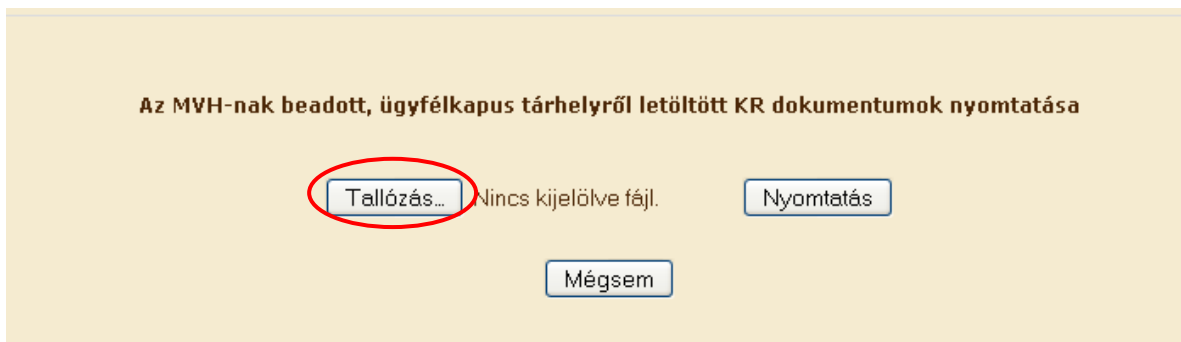 Az MVH-nak beadott, ügyfélkapus tárhelyről letöltött KR dokumentumok nyomtatása
Tallózás... Nincs kijelölve fájl. Nyomtatás
Mégsem